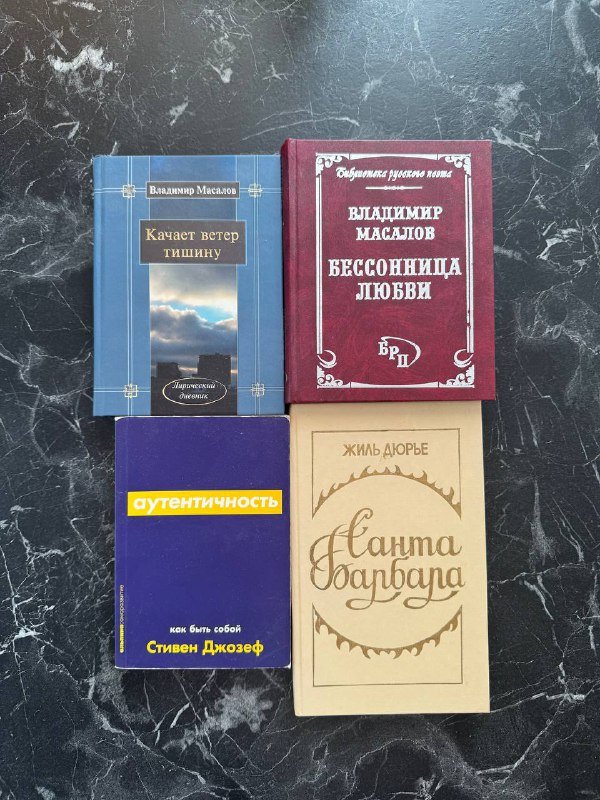 Владимир Масалов
Качает ветер
тишину
Лирический
дневник
Библиотека русского поэта
ВЛАДИМИР
МАСАЛОВ
БЕССОННИЦА
ЛЮБВИ
БРП
аутентичность
как быть собой
Стивен Джозеф
ЖИЛЬ ДЮРЬЕ
Санта
Барбара